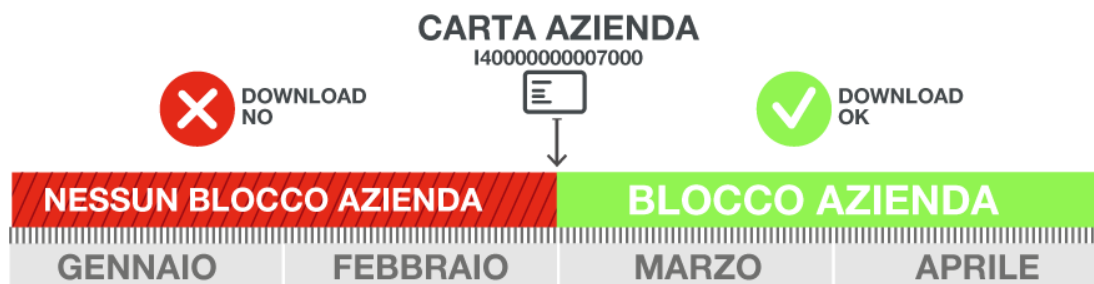 CARTA AZIENDA
I40000000007000
DOWNLOAD
NO
DOWNLOAD
OK
NESSUN BLOCCO AZIENDA
BLOCCO AZIENDA
GENNAIO
FEBBRAIO
MARZO
APRILE